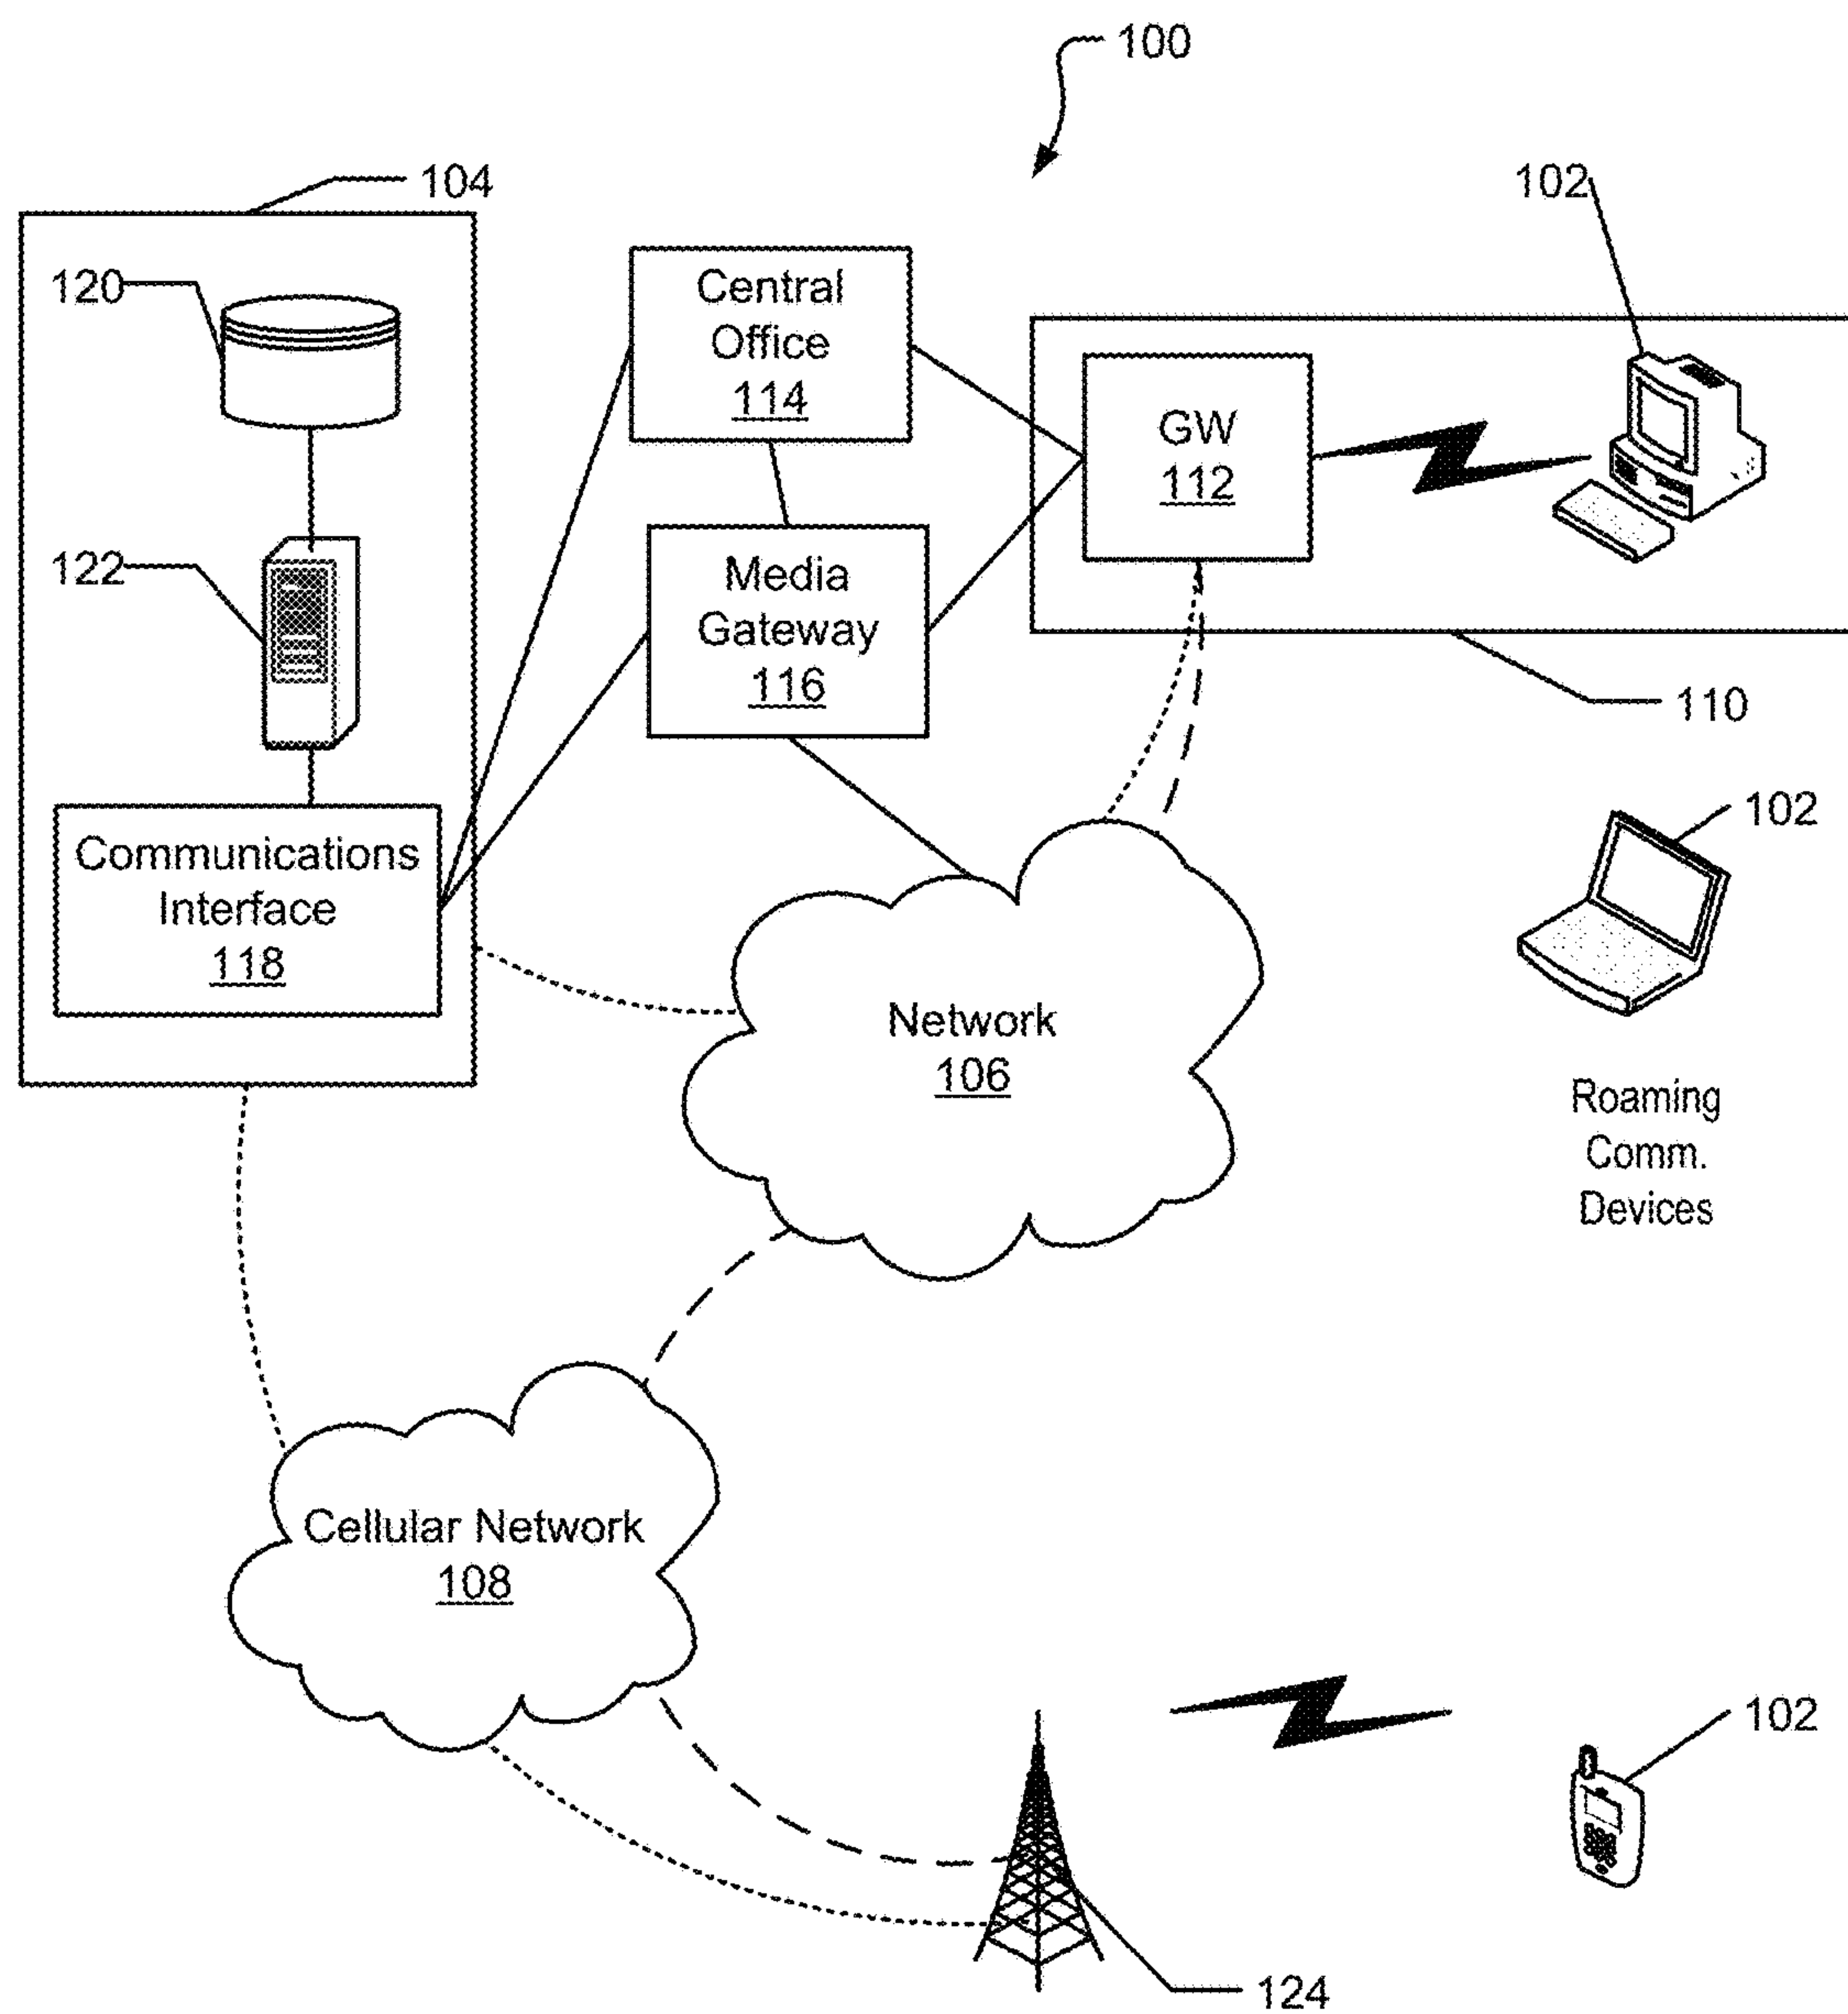 100
104
102
120
Central
Office
114
GW
112
122
Media
Gateway
116
110
102
Communications
Interface
118
Network
106
Roaming
Comm.
Devices
Cellular Network
108
102
124